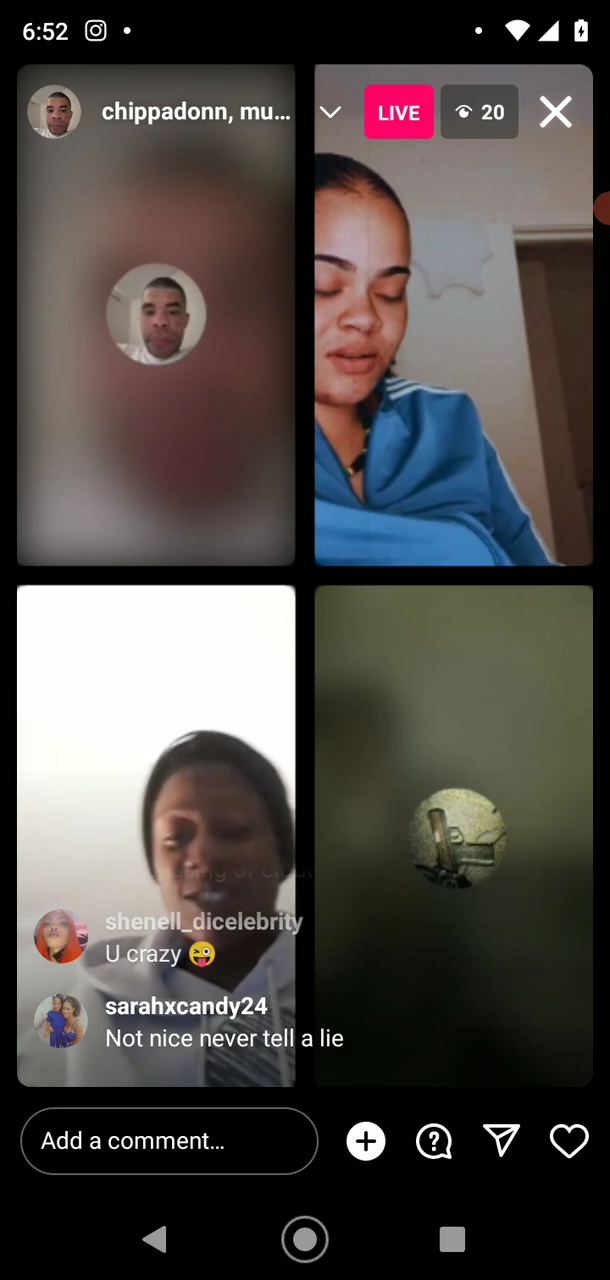 6:52
chippadonn, mu...
LIVE
20
shenell_dicelebrity
U crazy 😜
sarahxcandy24
Not nice never tell a lie
Add a comment...